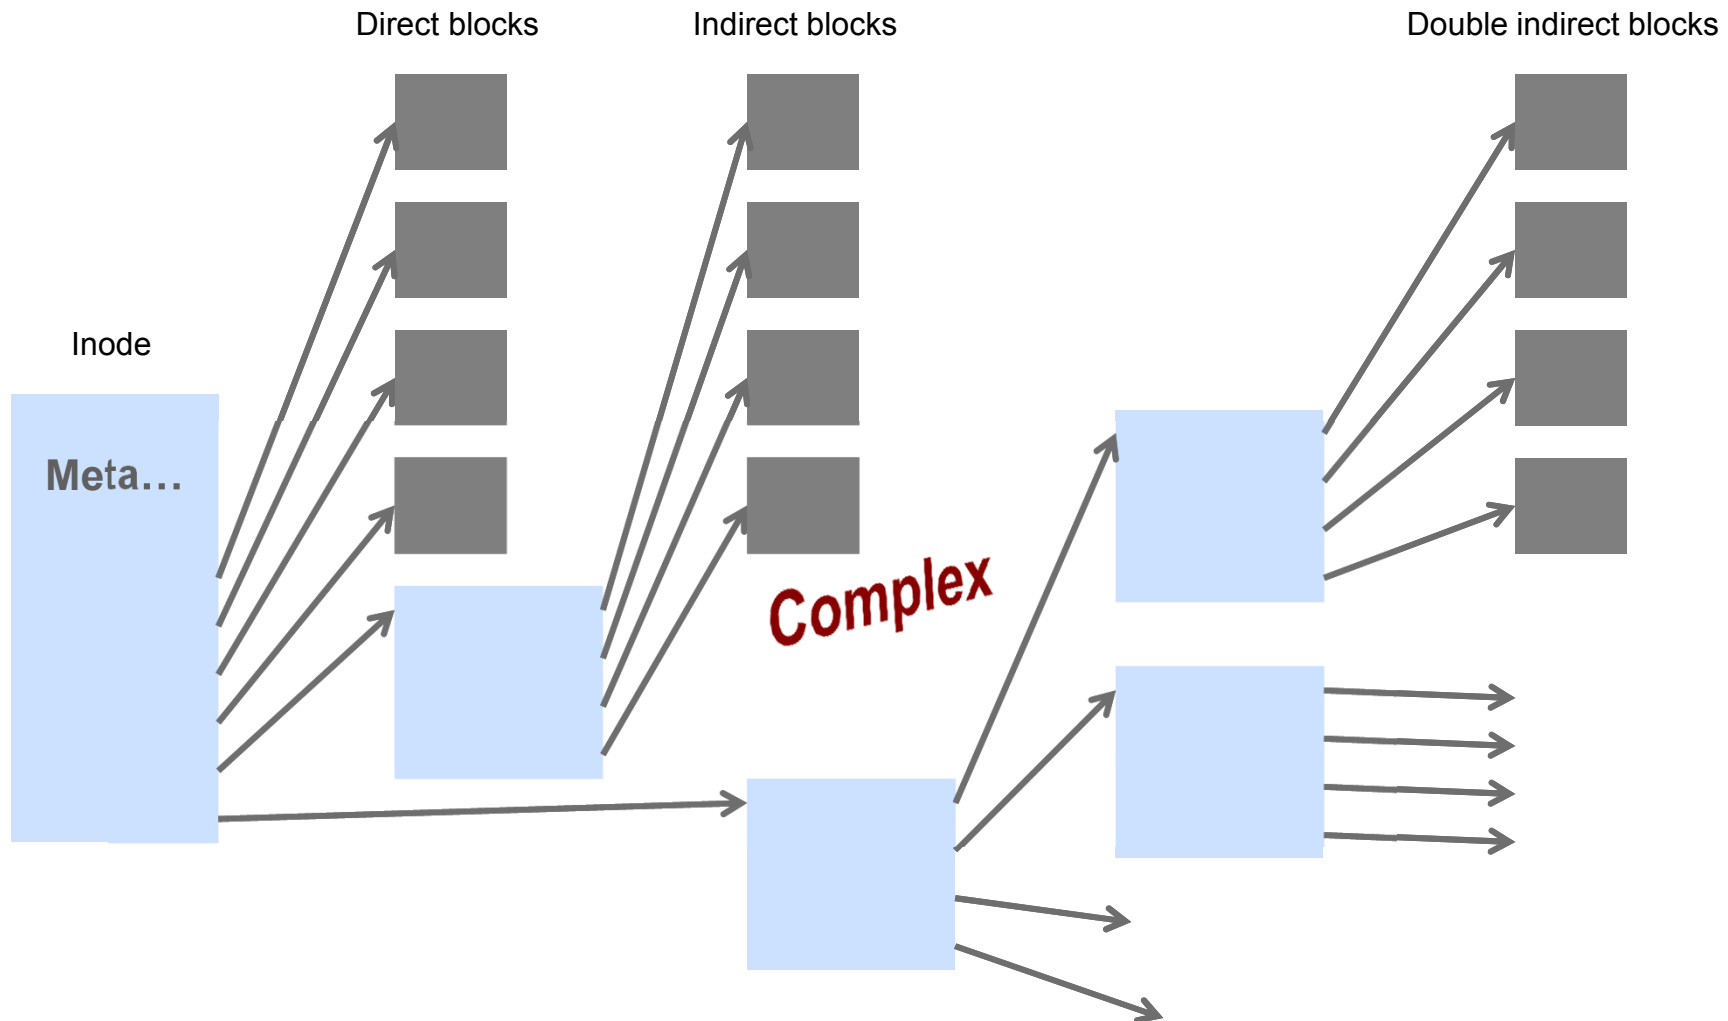 Direct blocks
Indirect blocks
Double indirect blocks
Inode
Meta…
Complex